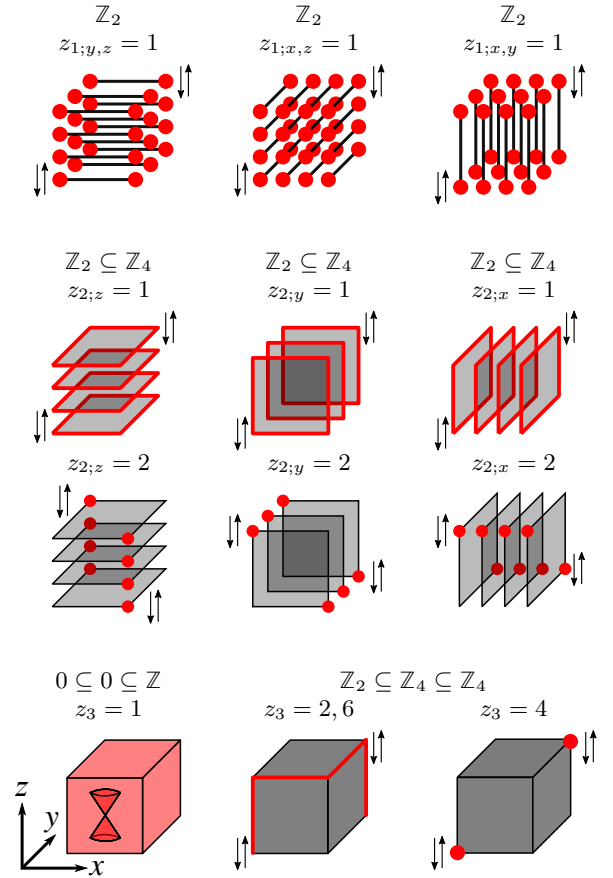 ℤ₂ ℤ₂ ℤ₂
z₁;y,z = 1 z₁;x,z = 1 z₁;x,y = 1
ℤ₂ ⊆ ℤ₄ ℤ₂ ⊆ ℤ₄ ℤ₂ ⊆ ℤ₄
z₂;z = 1 z₂;y = 1 z₂;x = 1
z₂;z = 2 z₂;y = 2 z₂;x = 2
0 ⊆ 0 ⊆ ℤ ℤ₂ ⊆ ℤ₄ ⊆ ℤ₄
z₃ = 1 z₃ = 2, 6 z₃ = 4
z
y
x